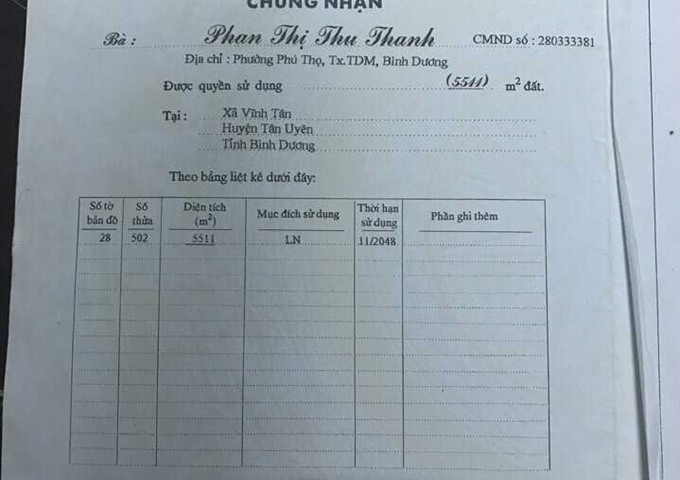 CHỨNG NHẬN
Bà : Phan Thị Thu Thanh CMND số : 280333381
Địa chỉ : Phường Phú Thọ, Tx.TDM, Bình Dương
Được quyền sử dụng (5511) m² đất.
Tại : Xã Vĩnh Tân
Huyện Tân Uyên
Tỉnh Bình Dương
Theo bảng liệt kê dưới đây:
Số tờ bản đồ Số thửa Diện tích (m²) Mục đích sử dụng Thời hạn sử dụng Phần ghi thêm
28 502 5511 LN 11/2048